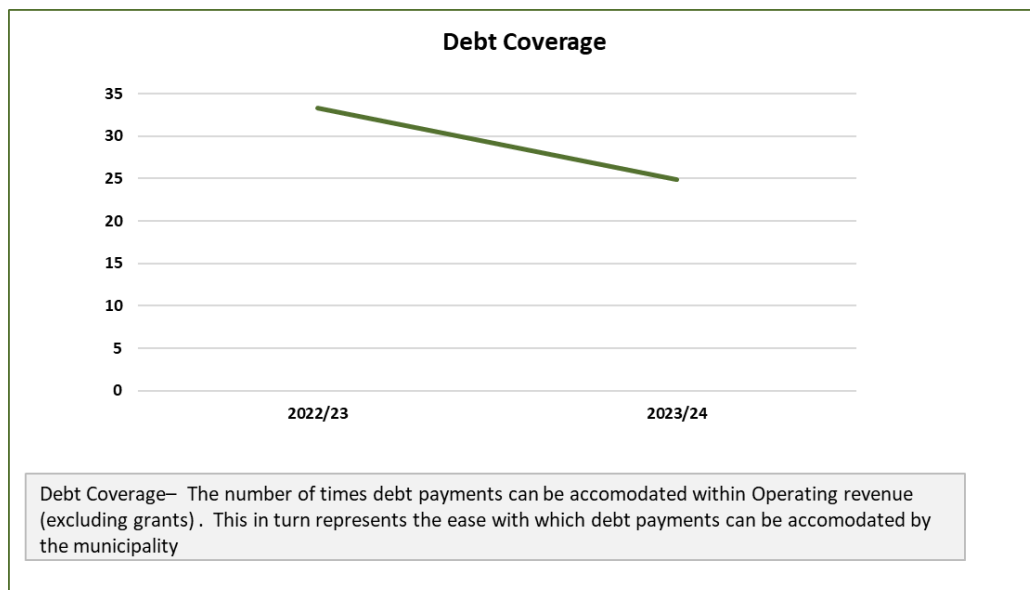 Debt Coverage
35
30
25
20
15
10
5
0
2022/23
2023/24
Debt Coverage– The number of times debt payments can be accomodated within Operating revenue
(excluding grants). This in turn represents the ease with which debt payments can be accomodated by
the municipality